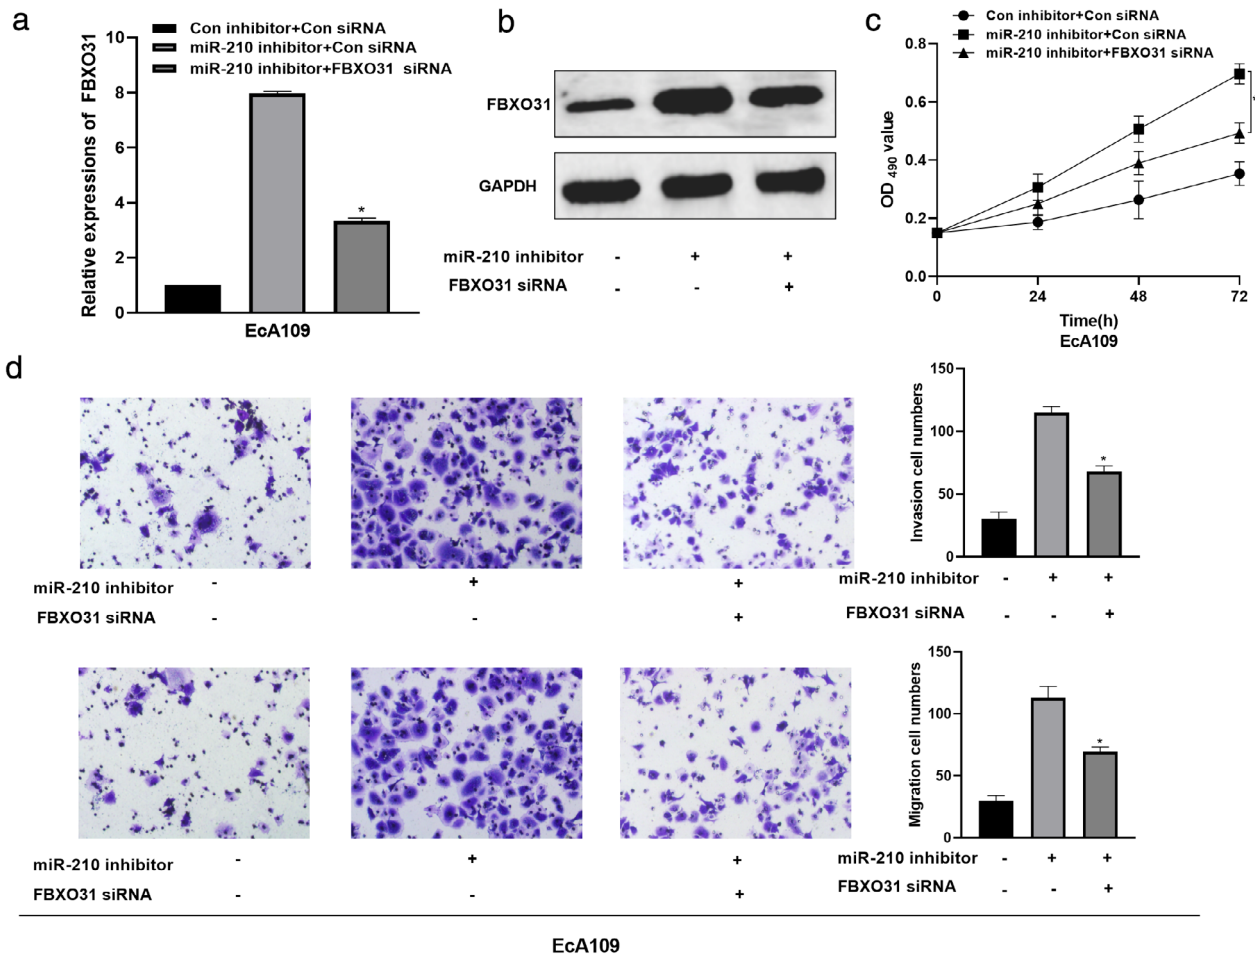 a
Con inhibitor+Con siRNA
miR-210 inhibitor+Con siRNA
miR-210 inhibitor+FBXO31 siRNA
Relative expressions of FBXO31
10
8
6
4
2
0
*
EcA109
b
FBXO31
GAPDH
miR-210 inhibitor - + +
FBXO31 siRNA - - +
c
Con inhibitor+Con siRNA
miR-210 inhibitor+Con siRNA
miR-210 inhibitor+FBXO31 siRNA
OD 490 value
0.8
0.6
0.4
0.2
0.0
0 24 48 72
Time(h)
EcA109
d
miR-210 inhibitor - + +
FBXO31 siRNA - - +
Invasion cell numbers
150
100
50
0
*
miR-210 inhibitor - + +
FBXO31 siRNA - - +
miR-210 inhibitor - + +
FBXO31 siRNA - - +
Migration cell numbers
150
100
50
0
*
miR-210 inhibitor - + +
FBXO31 siRNA - - +
EcA109